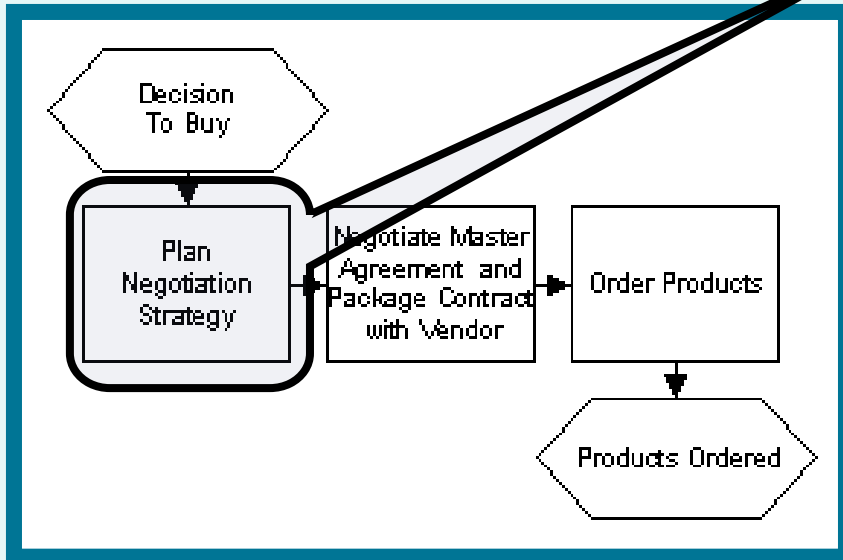 Decision
To Buy
Plan
Negotiation
Strategy
Negotiate Master
Agreement and
Package Contract
with Vendor
Order Products
Products Ordered